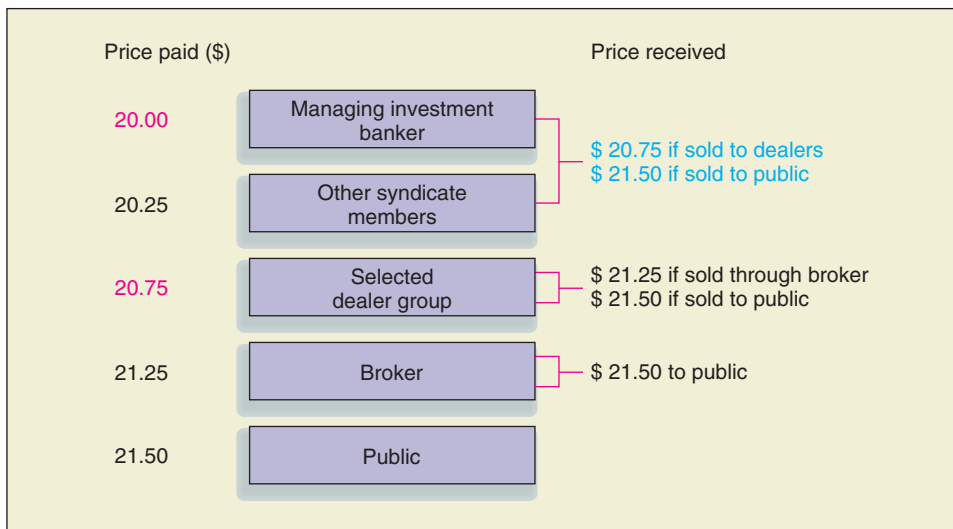 Price paid ($)
Price received
20.00
Managing investment
banker
$ 20.75 if sold to dealers
$ 21.50 if sold to public
20.25
Other syndicate
members
20.75
Selected
dealer group
$ 21.25 if sold through broker
$ 21.50 if sold to public
21.25
Broker
$ 21.50 to public
21.50
Public